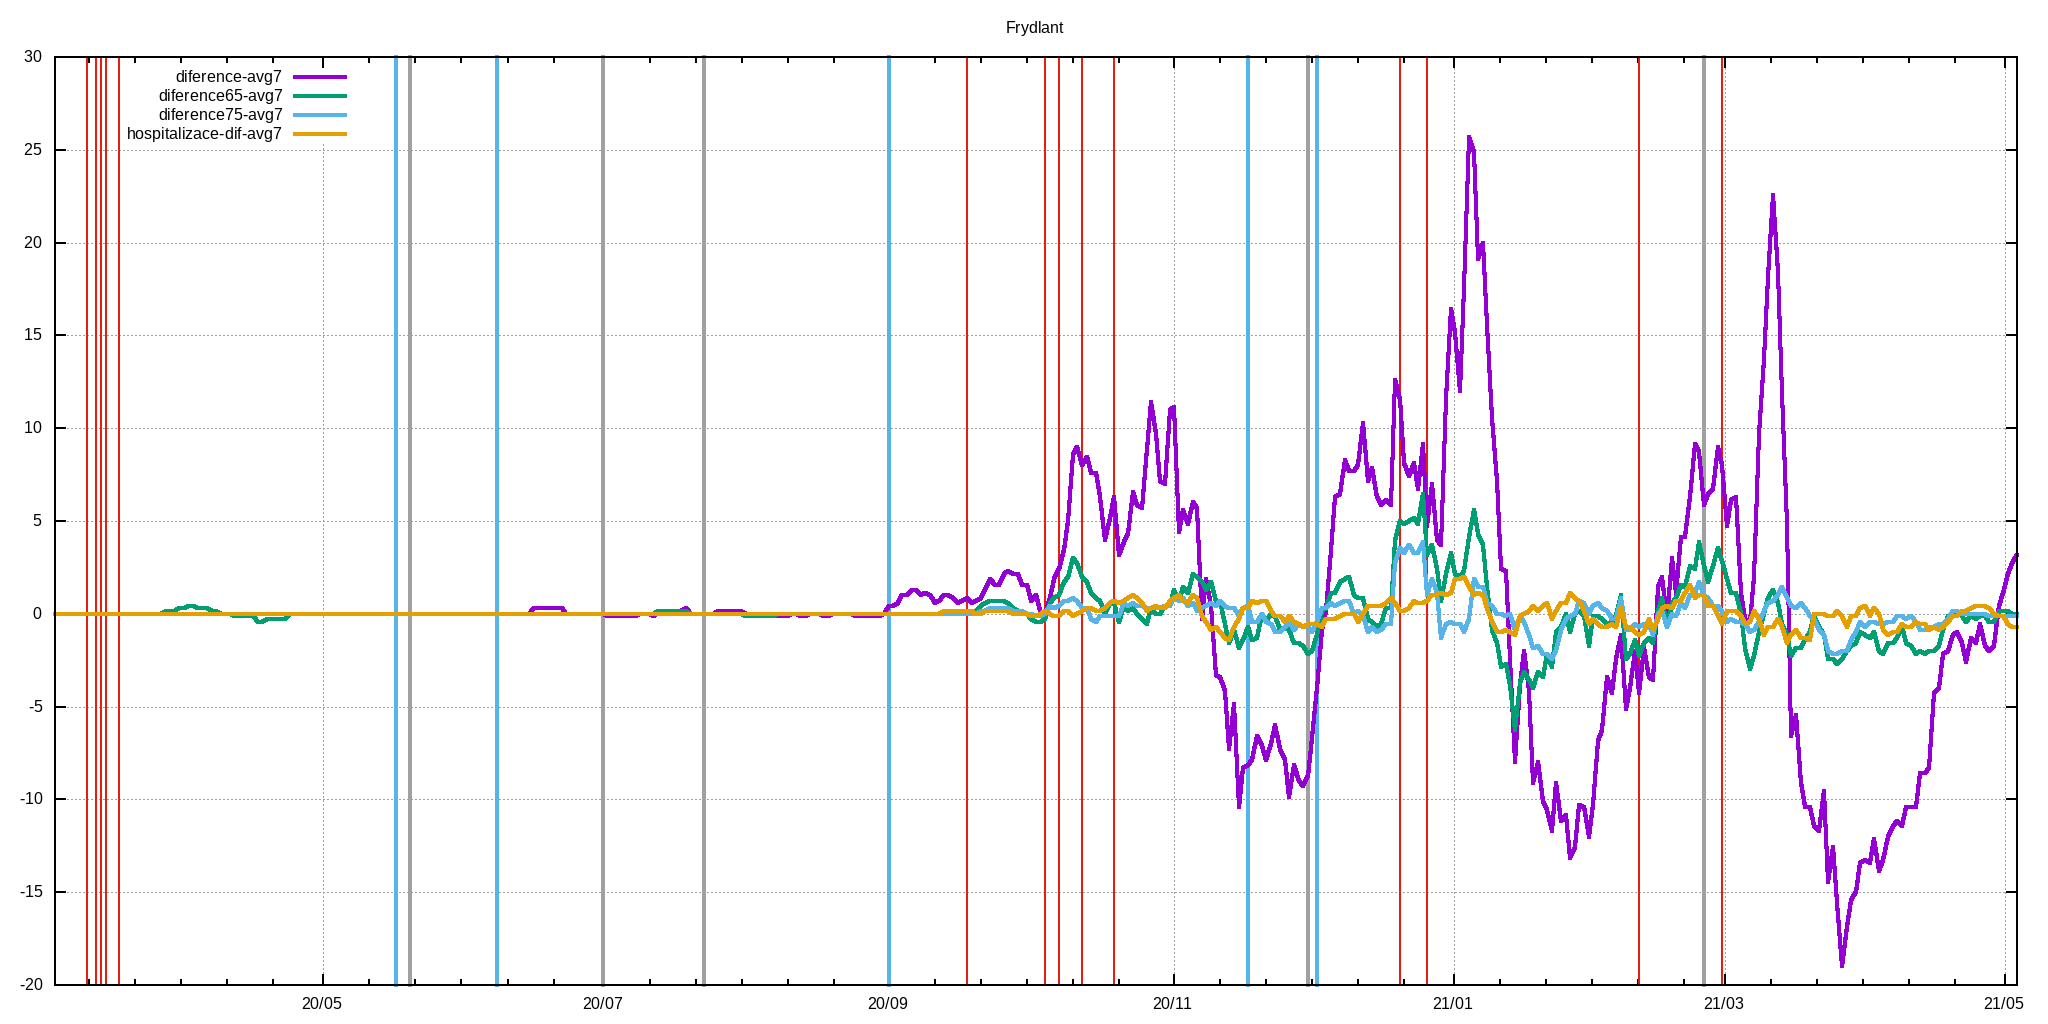 Frydlant
30
diference-avg7
diference65-avg7
diference75-avg7
hospitalizace-dif-avg7
25
20
15
10
5
0
-5
-10
-15
-20
20/05 20/07 20/09 20/11 21/01 21/03 21/05